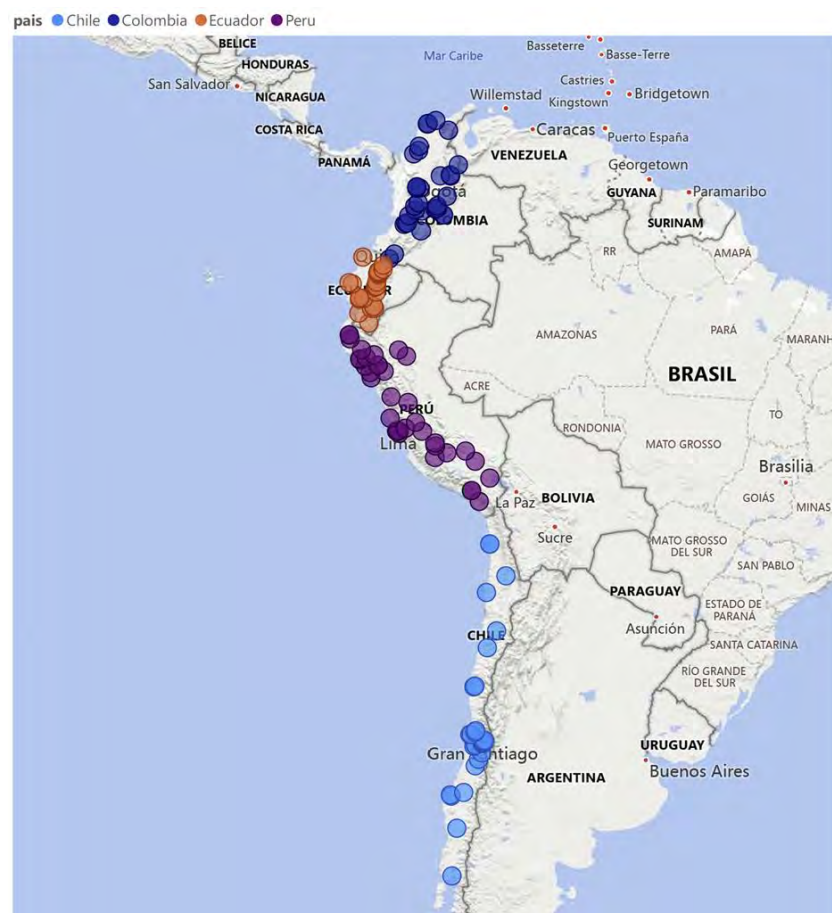 pais Chile Colombia Ecuador Peru
BELICE
Mar Caribe
Basseterre
Basse-Terre
HONDURAS
San Salvador
Castries
NICARAGUA
Willemstad
Kingstown
Bridgetown
COSTA RICA
Caracas
Puerto España
PANAMÁ
VENEZUELA
Georgetown
GUYANA
Paramaribo
SURINAM
RR
AMAPÁ
AMAZONAS
PARÁ
MARANH
BRASIL
ACRE
PERÚ
TO
RONDONIA
Lima
MATO GROSSO
Brasilia
La Paz
BOLIVIA
GOIÁS
MINAS
Sucre
MATO GROSSO
DEL SUR
SAN PABLO
PARAGUAY
ESTADO DE
PARANÁ
Asunción
CHILE
SANTA CATARINA
RÍO GRANDE
DEL SUR
URUGUAY
Gran Santiago
Buenos Aires
ARGENTINA